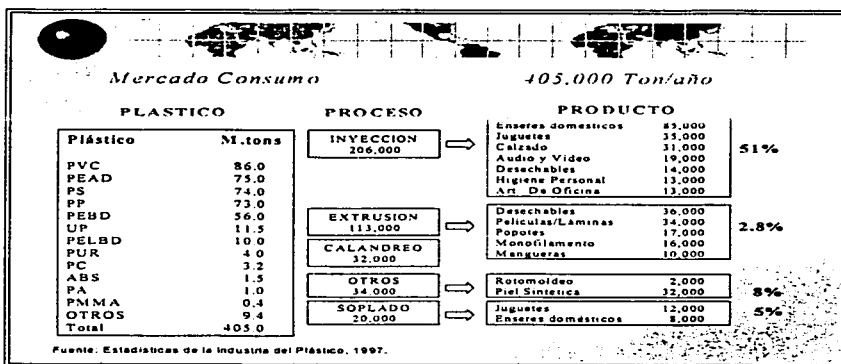 Mercado Consumo 405,000 Ton/año
PLASTICO PROCESO PRODUCTO
Plástico M.tons
PVC 86.0
PEAD 75.0
PS 74.0
PP 73.0
PEBD 56.0
UP 11.5
PELBD 10.0
PUR 4.0
PC 3.2
ABS 1.5
PA 1.0
PMMA 0.4
OTROS 9.4
Total 405.0
INYECCION
206,000
EXTRUSION
113,000
CALANDREO
32,000
OTROS
34,000
SOPLADO
20,000
Enseres domésticos 85,000
Juguetes 35,000
Calzado 31,000
Audio y Video 19,000
Desechables 14,000
Higiene Personal 13,000
Art. De Oficina 13,000
51%
Desechables 36,000
Películas/Láminas 34,000
Popotes 17,000
Monofilamento 16,000
Mangueras 10,000
2.8%
Rotomoldeo 2,000
Piel Sintetica 32,000
8%
Juguetes 12,000
Enseres domésticos 8,000
5%
Fuente: Estadísticas de la Industria del Plástico, 1997.